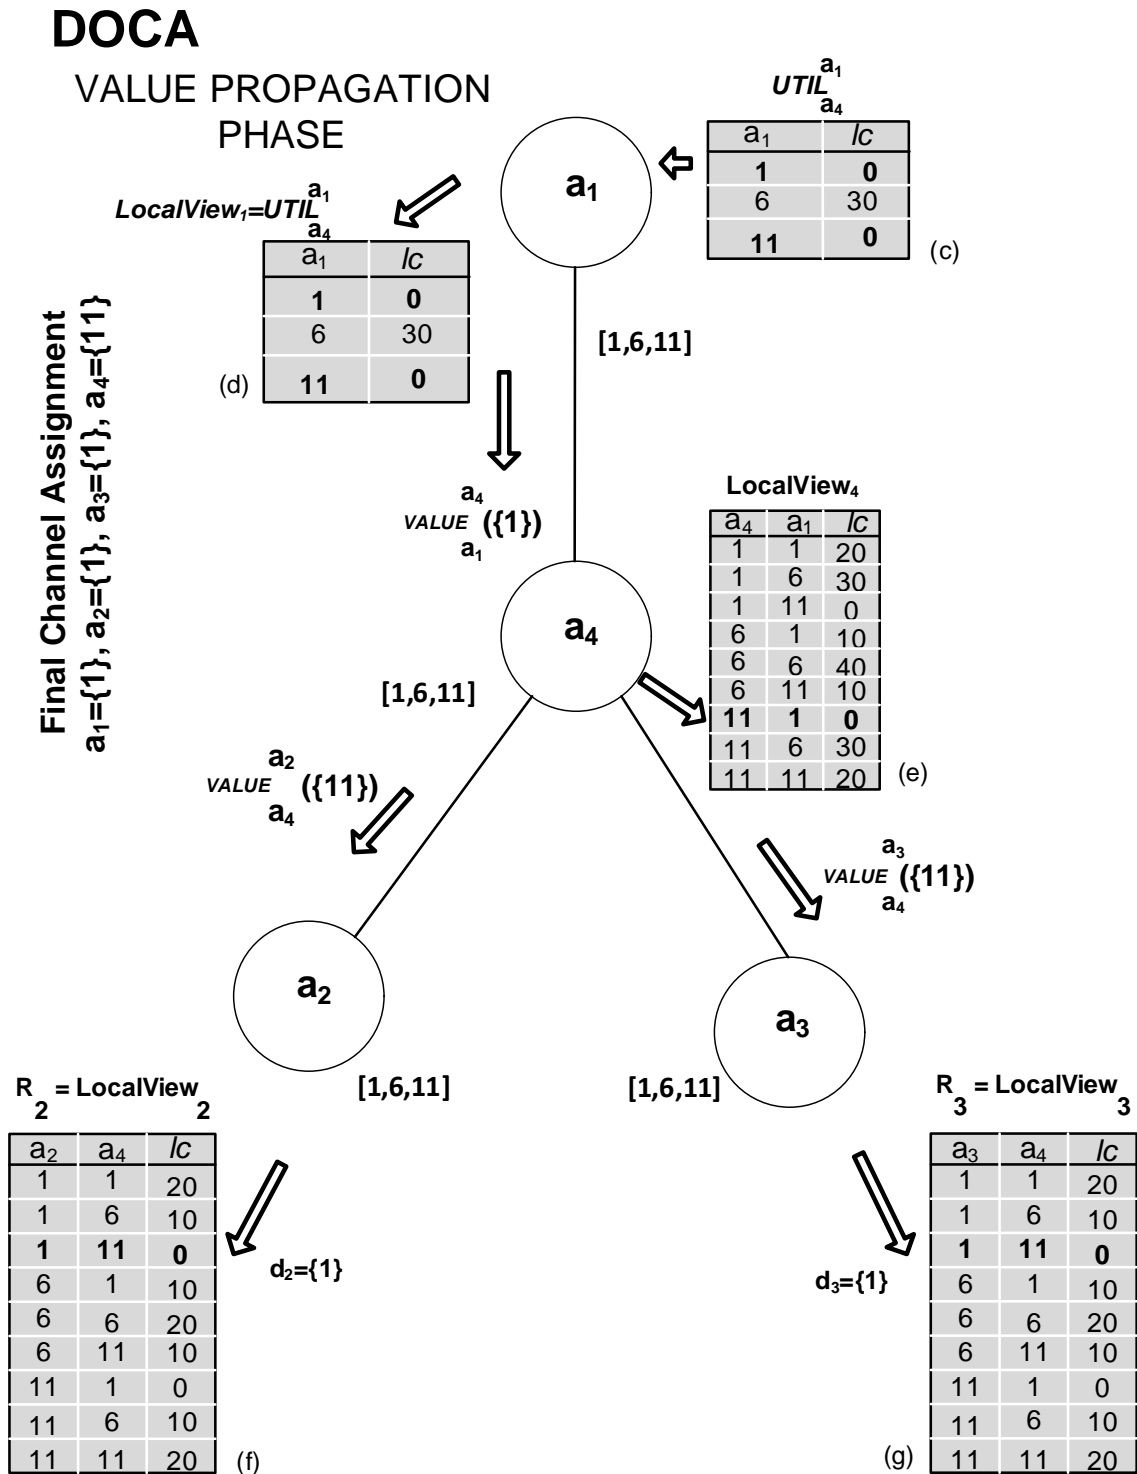 DOCA
VALUE PROPAGATION
PHASE
UTIL a1 a4
a1 lc
1 0
6 30
11 0
(c)
a1
LocalView1=UTIL a1 a4
a1 lc
1 0
6 30
11 0
(d)
[1,6,11]
Final Channel Assignment
a1={1}, a2={1}, a3={1}, a4={11}
a4
VALUE ({1})
a1
LocalView4
a4 a1 lc
1 1 20
1 6 30
1 11 0
6 1 10
6 6 40
6 11 10
11 1 0
11 6 30
11 11 20
(e)
a4
[1,6,11]
a2
VALUE ({11})
a4
a3
VALUE ({11})
a4
a2
[1,6,11]
a3
[1,6,11]
R2 = LocalView2
a2 a4 lc
1 1 20
1 6 10
1 11 0
6 1 10
6 6 20
6 11 10
11 1 0
11 6 10
11 11 20
(f)
d2={1}
R3 = LocalView3
a3 a4 lc
1 1 20
1 6 10
1 11 0
6 1 10
6 6 20
6 11 10
11 1 0
11 6 10
11 11 20
(g)
d3={1}